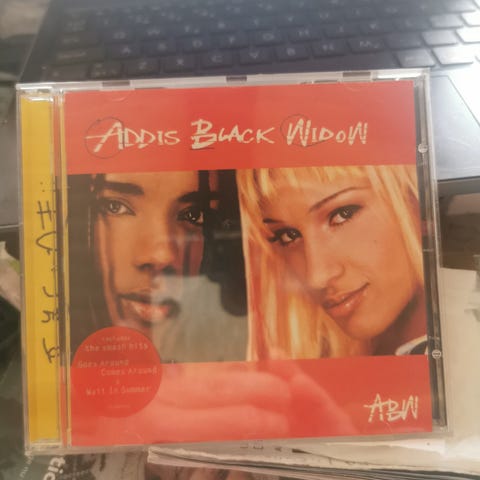 ADDIS BLACK WIDOW
includes
the smash hits
Goes Around
Comes Around
&
Wait In Summer
ABW